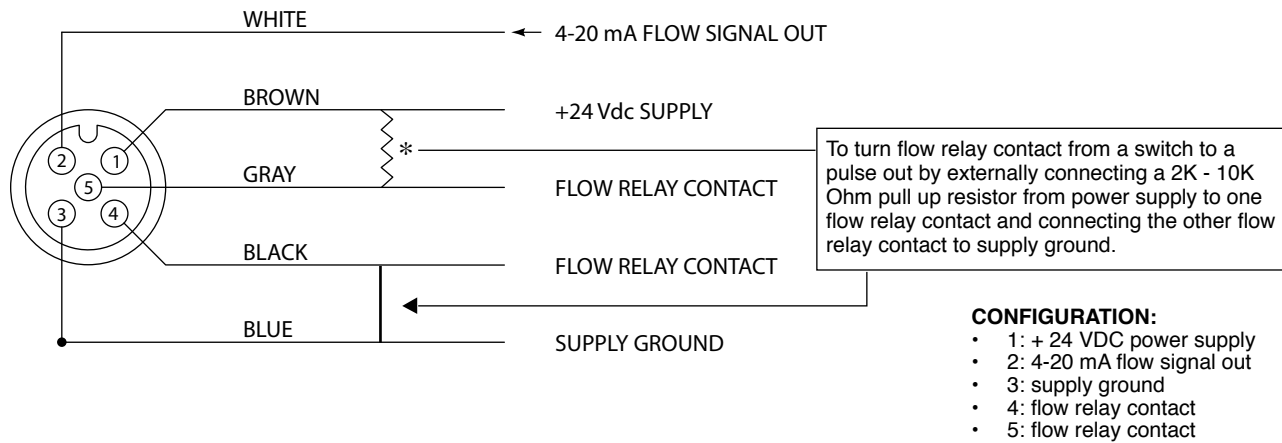 WHITE
4-20 mA FLOW SIGNAL OUT
BROWN
+24 Vdc SUPPLY
2
1
*
5
GRAY
FLOW RELAY CONTACT
3
4
BLACK
FLOW RELAY CONTACT
BLUE
SUPPLY GROUND
To turn flow relay contact from a switch to a
pulse out by externally connecting a 2K - 10K
Ohm pull up resistor from power supply to one
flow relay contact and connecting the other flow
relay contact to supply ground.
CONFIGURATION:
• 1: + 24 VDC power supply
• 2: 4-20 mA flow signal out
• 3: supply ground
• 4: flow relay contact
• 5: flow relay contact